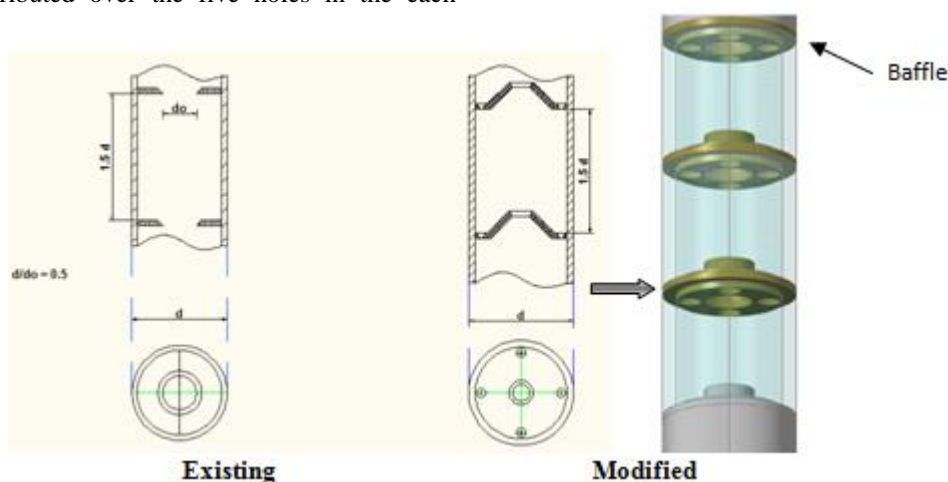 ributed over the five holes in the each
Baffle
do
1.5 d
1.5 d
d/do = 0.5
d
d
Existing
Modified